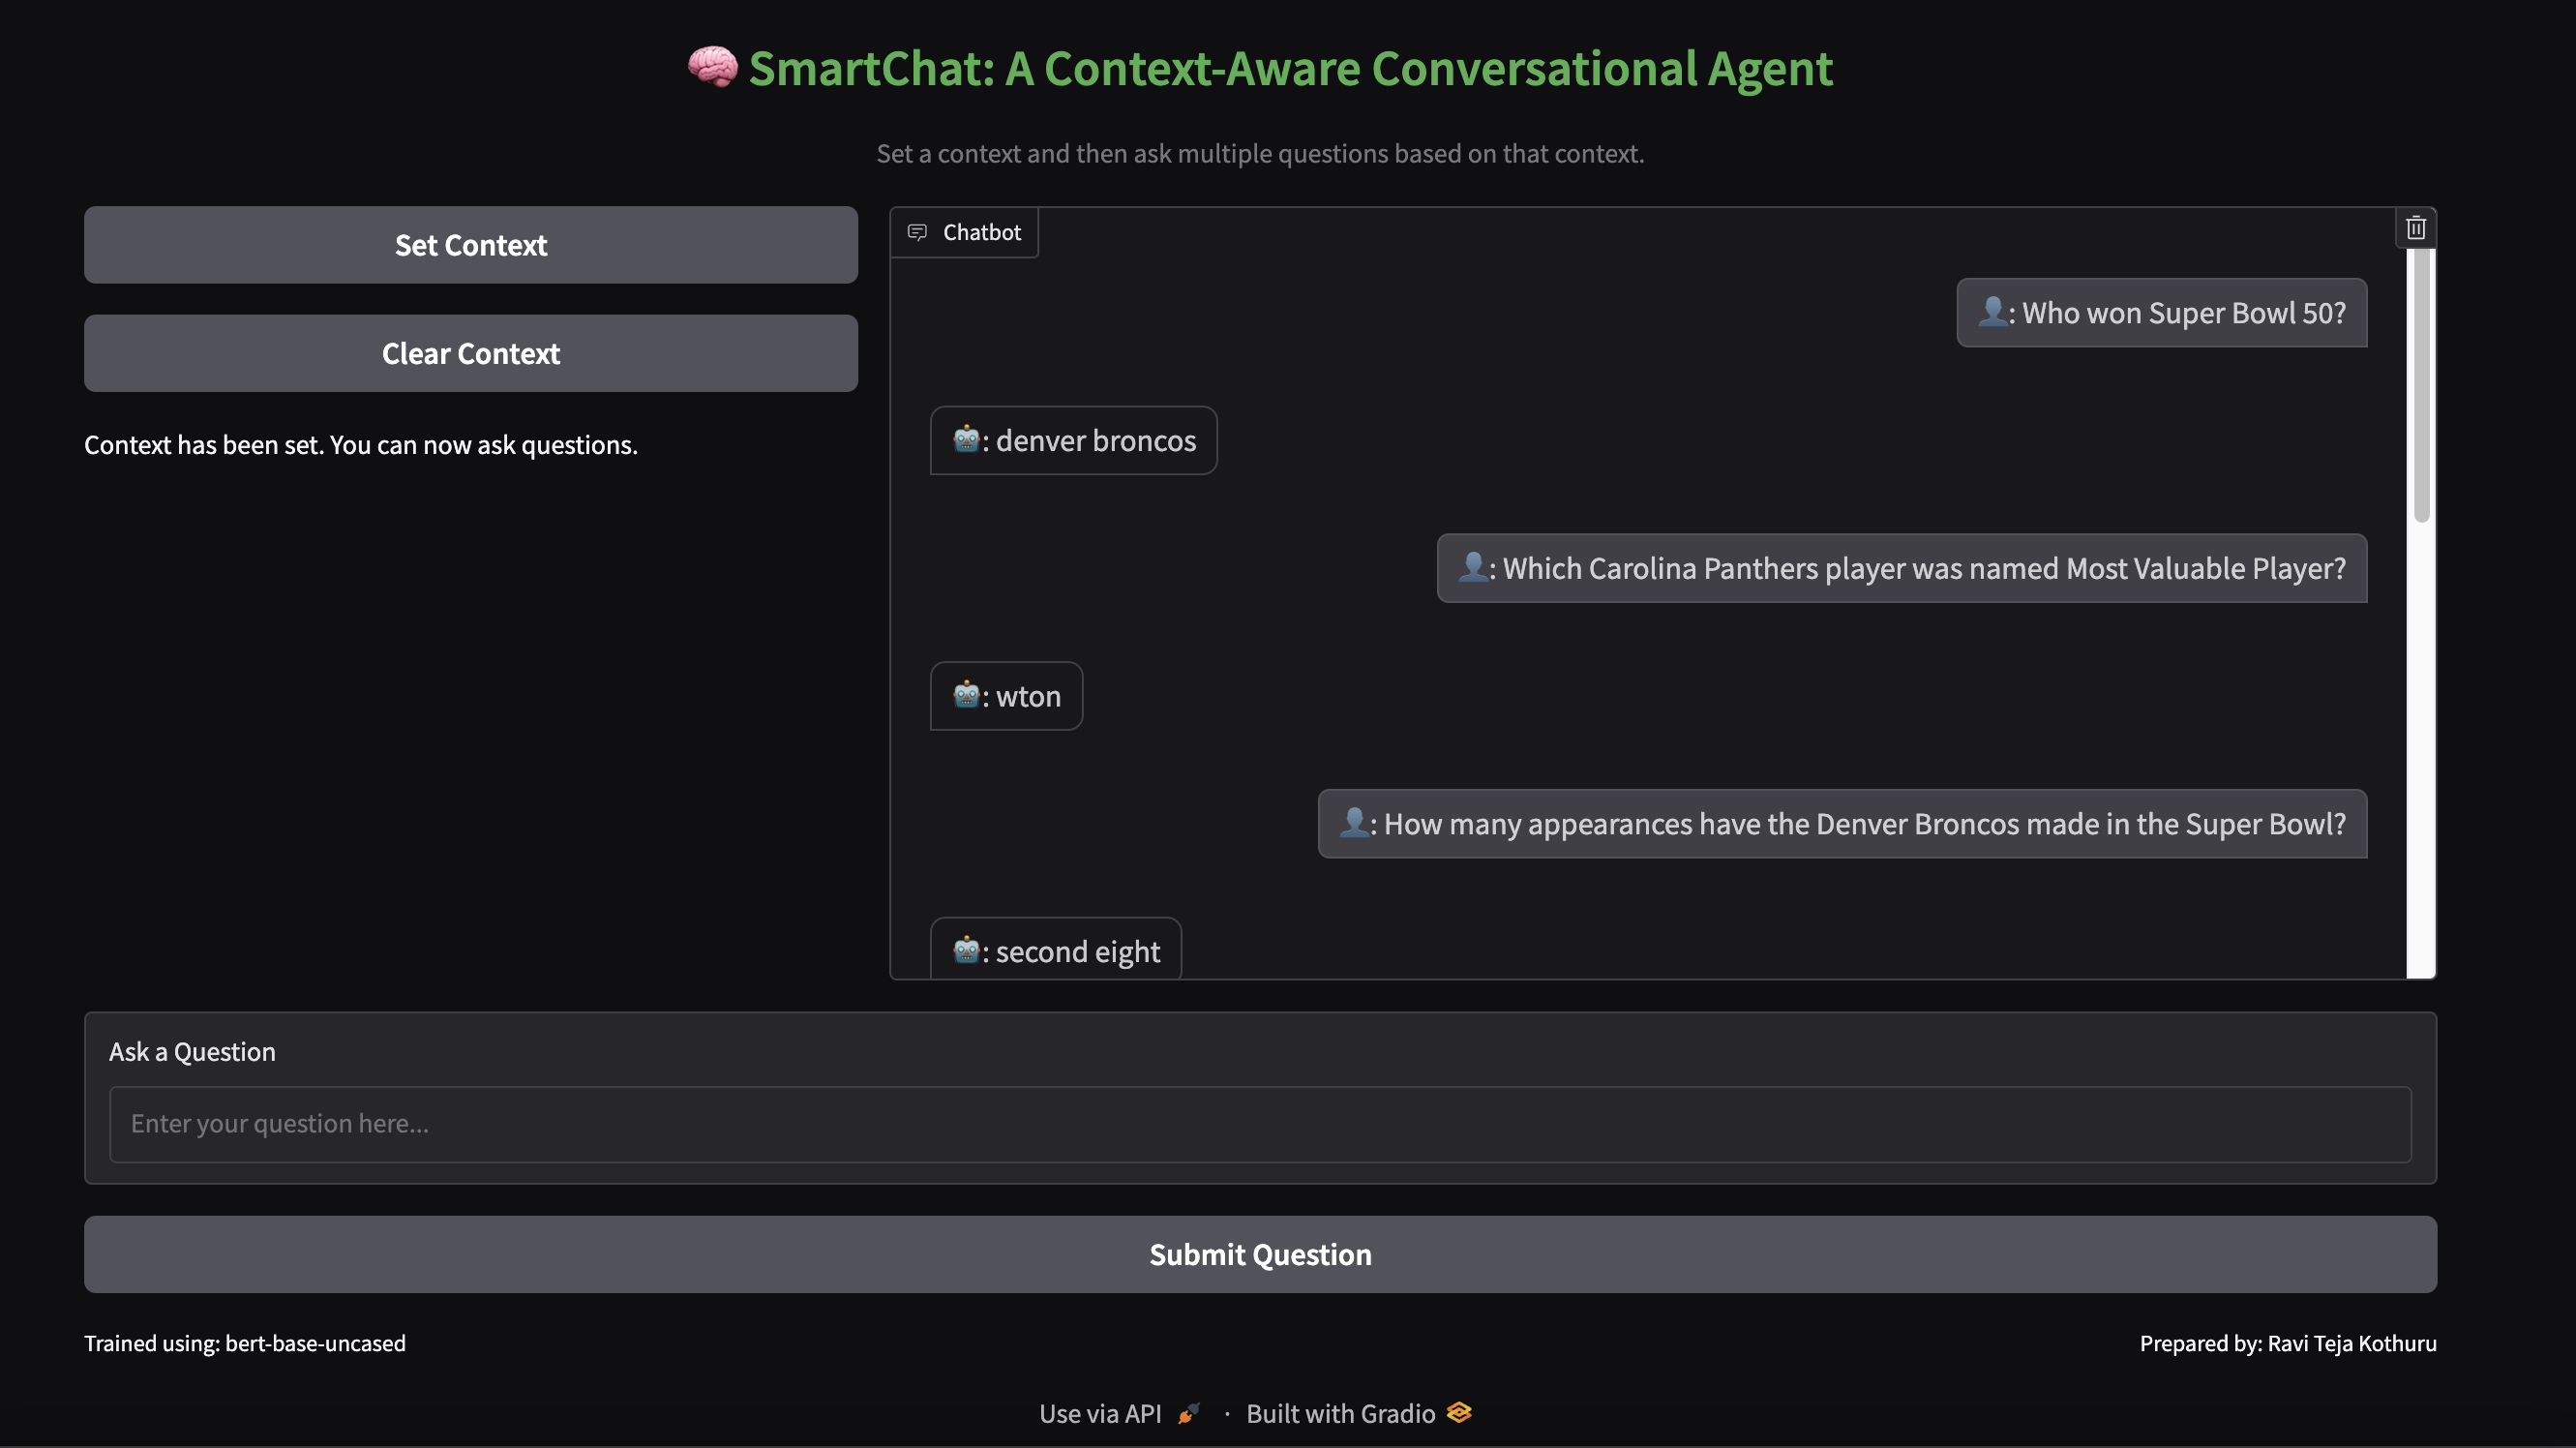 SmartChat: A Context-Aware Conversational Agent
Set a context and then ask multiple questions based on that context.
Set Context
Clear Context
Context has been set. You can now ask questions.
Chatbot
: Who won Super Bowl 50?
: denver broncos
: Which Carolina Panthers player was named Most Valuable Player?
: wton
: How many appearances have the Denver Broncos made in the Super Bowl?
: second eight
Ask a Question
Enter your question here...
Submit Question
Trained using: bert-base-uncased
Prepared by: Ravi Teja Kothuru
Use via API · Built with Gradio